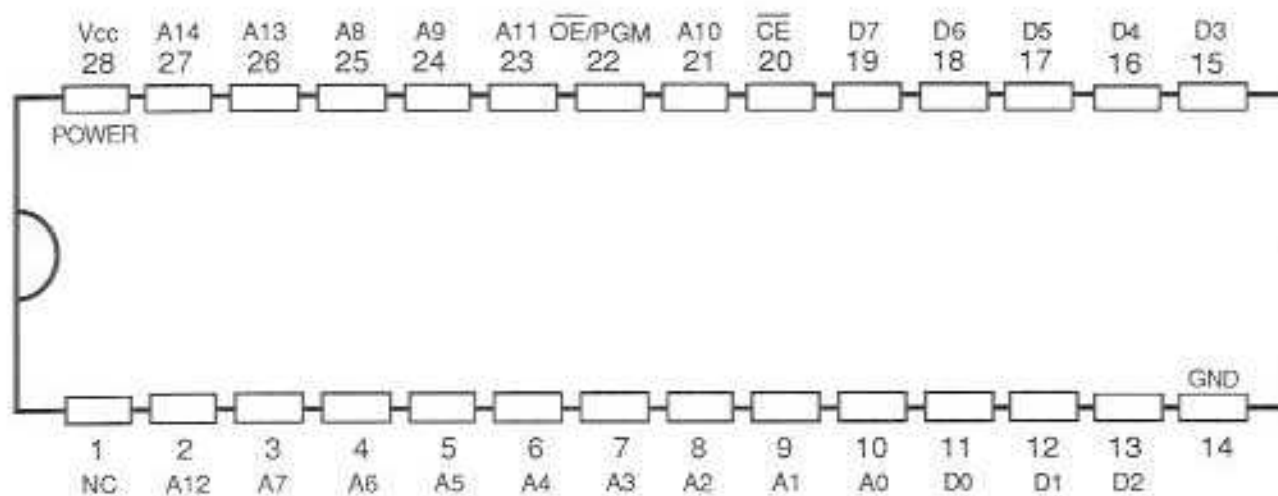 Vcc A14 A13 A8 A9 A11 O̅E̅/PGM A10 C̅E̅ D7 D6 D5 D4 D3
28 27 26 25 24 23 22 21 20 19 18 17 16 15
POWER
GND
1 2 3 4 5 6 7 8 9 10 11 12 13 14
NC A12 A7 A6 A5 A4 A3 A2 A1 A0 D0 D1 D2